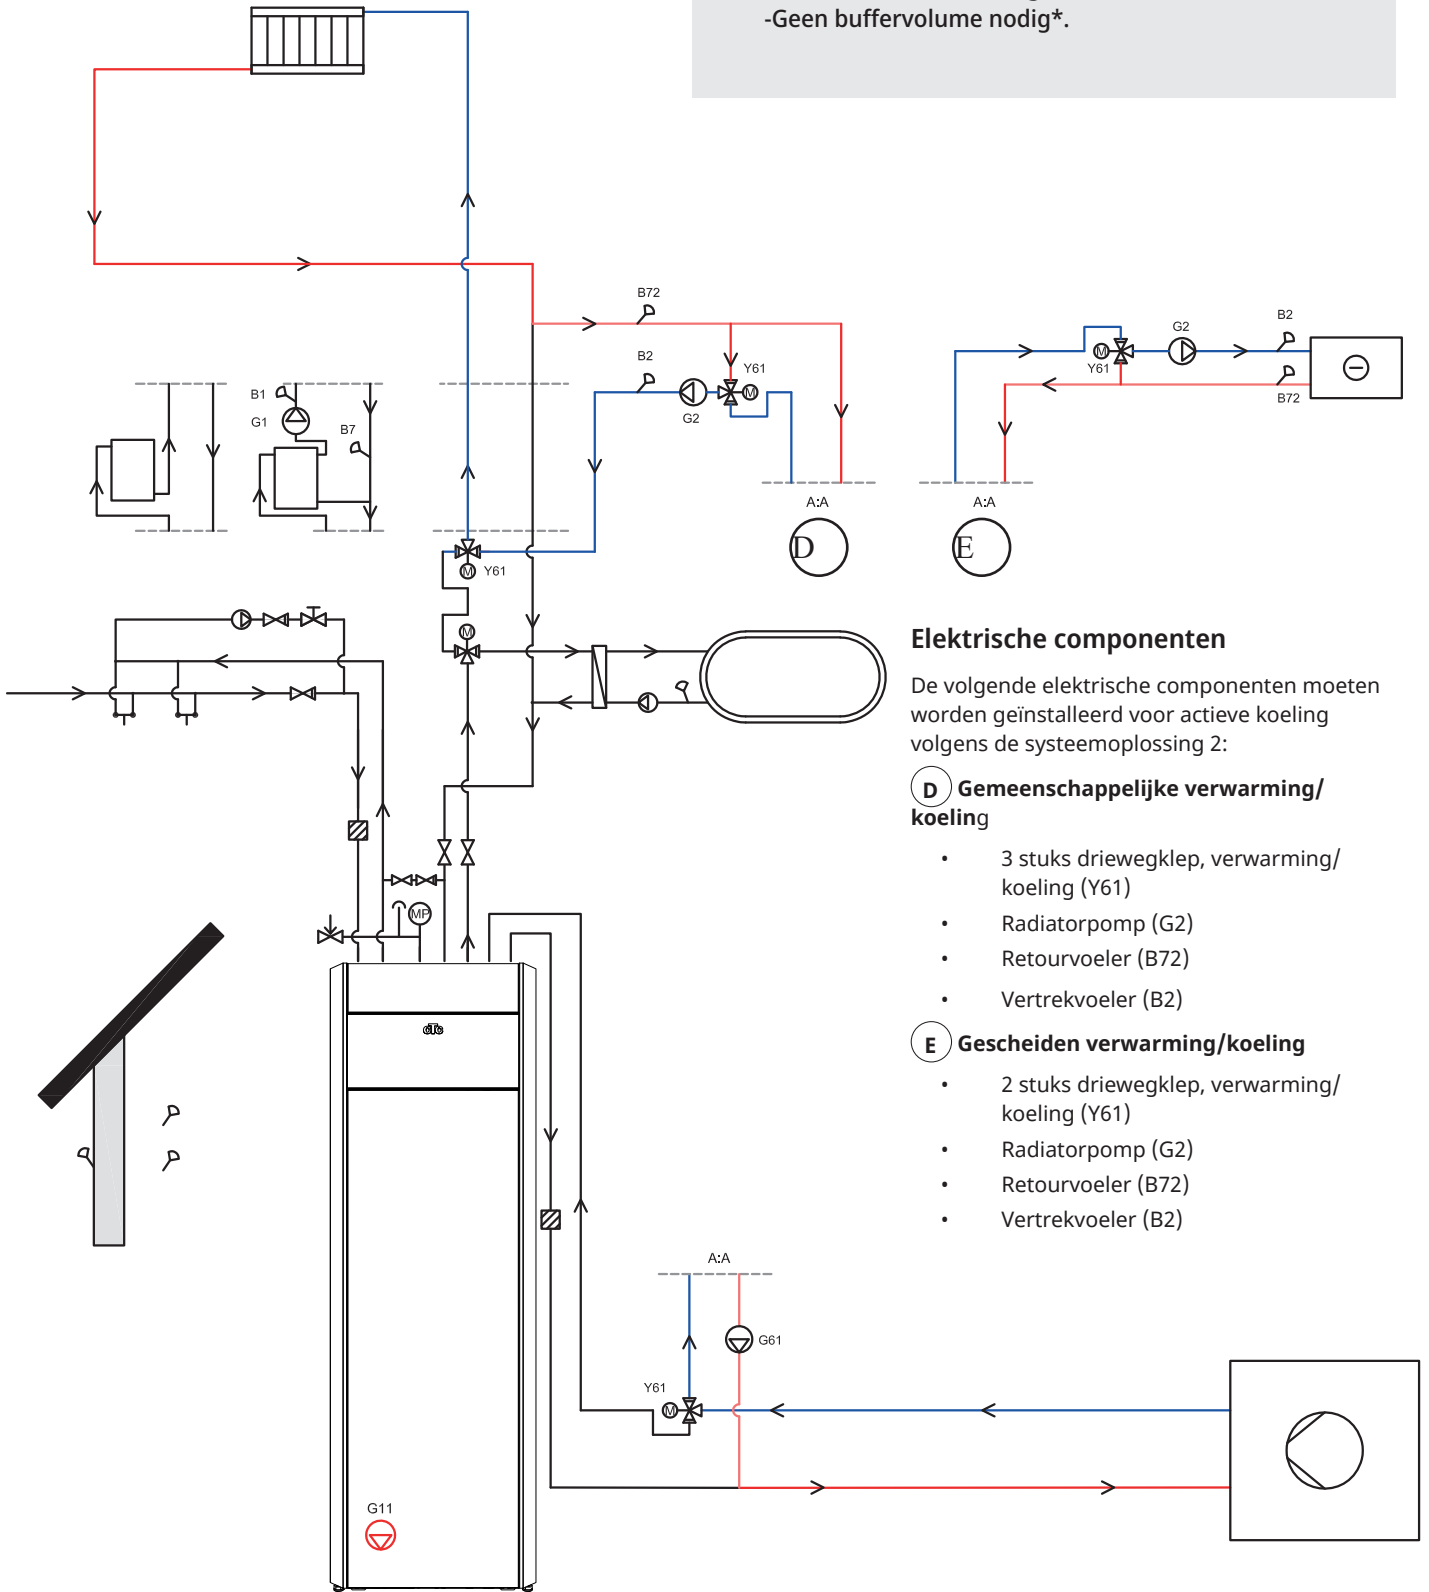 -Geen buffervolume nodig*.
B72
B2
Y61
M
G2
B2
G2
M
Y61
B72
B1
G1
B7
A:A
D
A:A
E
M
Y61
M
Elektrische componenten
De volgende elektrische componenten moeten
worden geïnstalleerd voor actieve koeling
volgens de systeemoplossing 2:
D Gemeenschappelijke verwarming/
koeling
• 3 stuks driewegklep, verwarming/
koeling (Y61)
• Radiatorpomp (G2)
• Retourvoeler (B72)
• Vertrekvoeler (B2)
E Gescheiden verwarming/koeling
• 2 stuks driewegklep, verwarming/
koeling (Y61)
• Radiatorpomp (G2)
• Retourvoeler (B72)
• Vertrekvoeler (B2)
MP
cTc
A:A
G61
Y61
M
G11